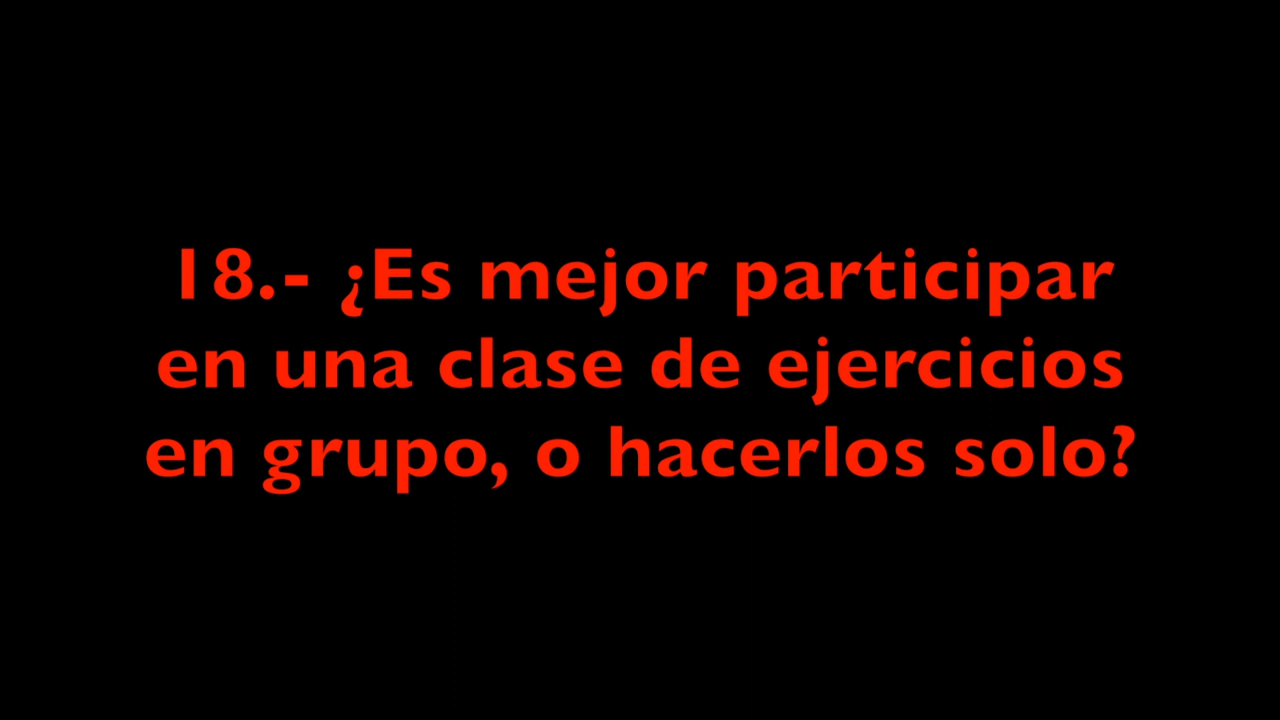 18.- ¿Es mejor participar
en una clase de ejercicios
en grupo, o hacerlos solo?